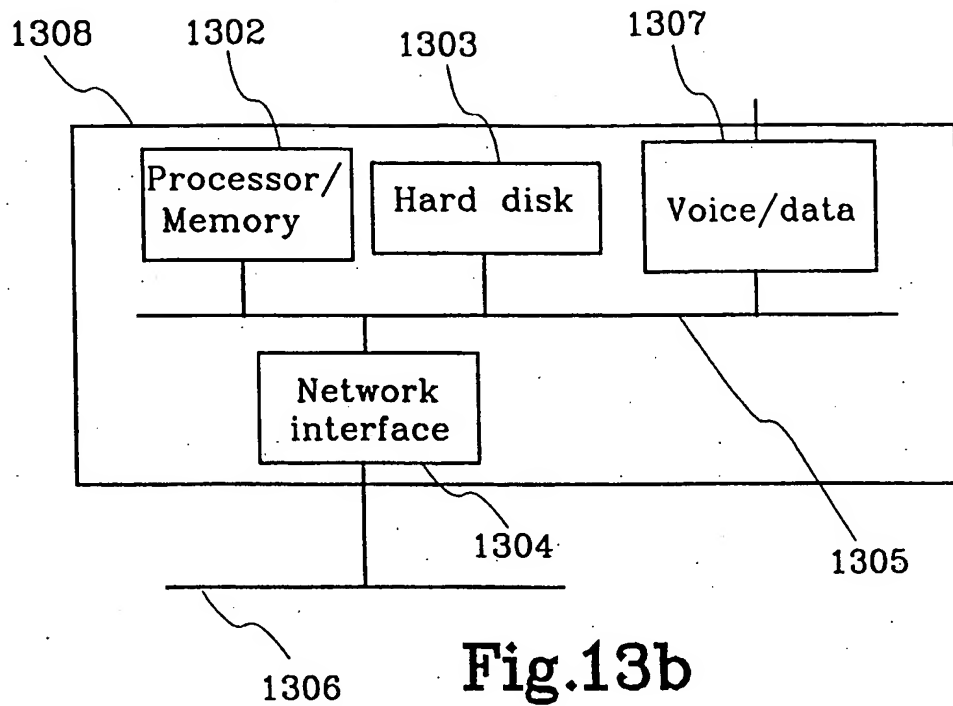 1308
1302
1303
1307
Processor/
Memory
Hard disk
Voice/data
Network
interface
1304
1305
1306
Fig.13b